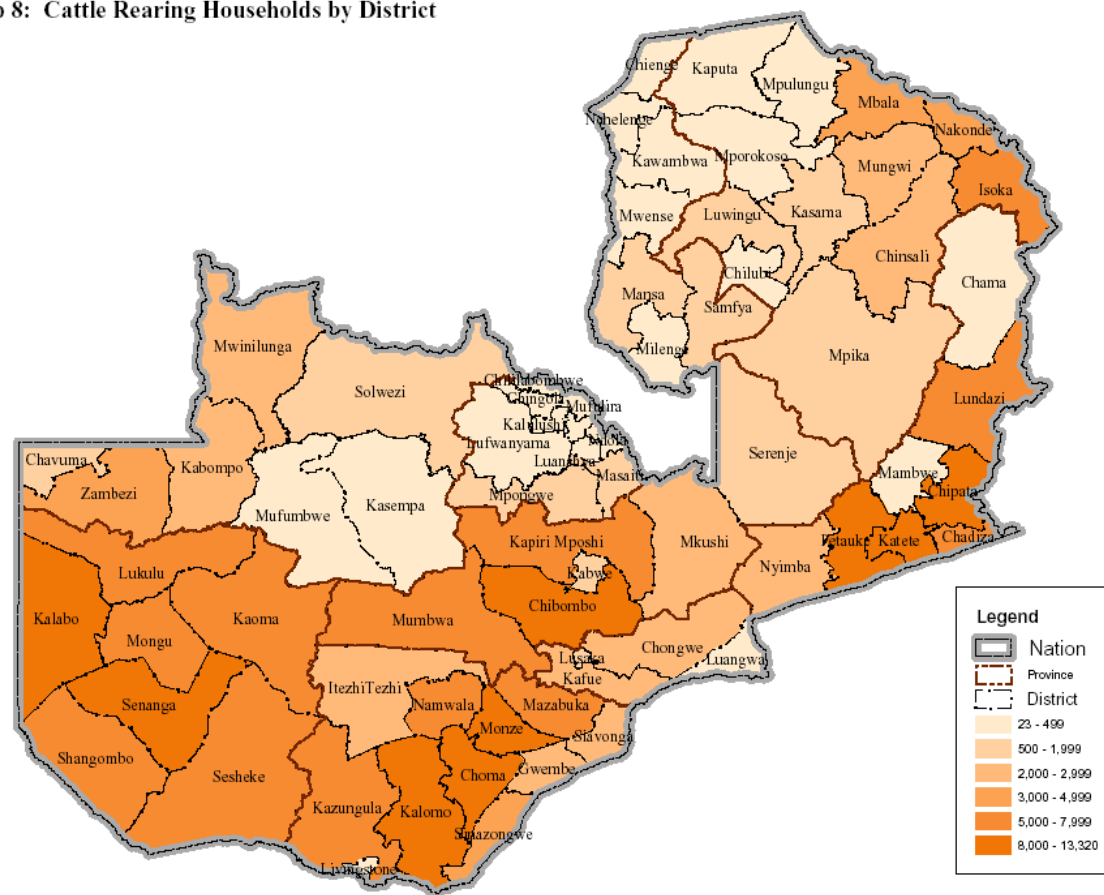 8: Cattle Rearing Households by District
Chienge
Kaputa
Mpulungu
Mbala
Nakonde
Nchelenge
Kawambwa
Mporokoso
Mungwi
Isoka
Mwense
Luwingu
Kasama
Chinsali
Chilubi
Chama
Mansa
Samfya
Milenge
Mpika
Mwinilunga
Solwezi
Chililabombwe
Chingola
Mufulira
Kalulushi
Lufwanyama
Ndola
Luanshya
Masaiti
Mpongwe
Lundazi
Serenje
Mambwe
Chipata
Chavuma
Zambezi
Kabompo
Mufumbwe
Kasempa
Kapiri Mposhi
Mkushi
Petauke
Katete
Chadiza
Nyimba
Kabwe
Lukulu
Kalabo
Mongu
Kaoma
Mumbwa
Chibombo
Chongwe
Luangwa
Lusaka
Kafue
Senanga
ItezhiTezhi
Namwala
Mazabuka
Monze
Siavonga
Shangombo
Sesheke
Kazungula
Kalomo
Choma
Gwembe
Sinazongwe
Livingstone
Legend
Nation
Province
District
23 - 499
500 - 1,999
2,000 - 2,999
3,000 - 4,999
5,000 - 7,999
8,000 - 13,320